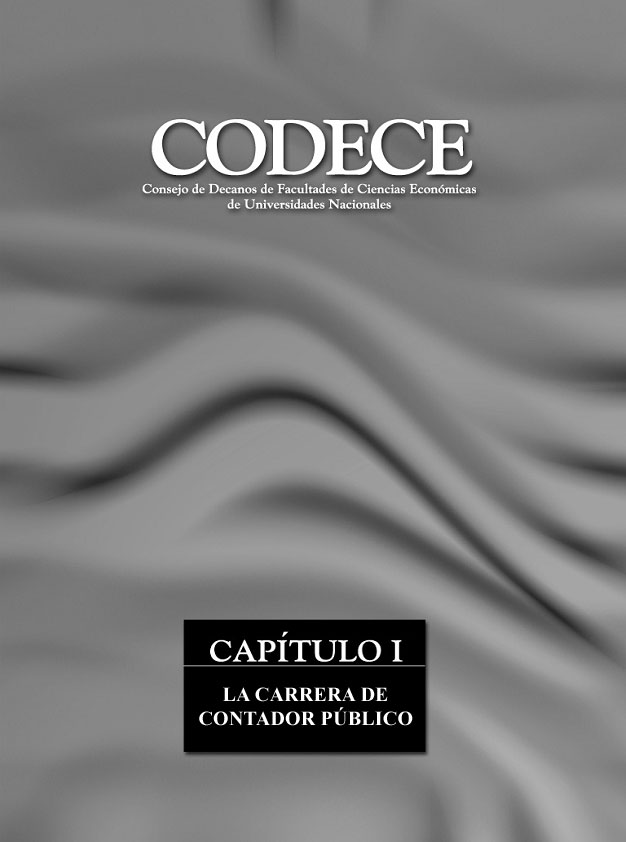 CODECE
Consejo de Decanos de Facultades de Ciencias Económicas
de Universidades Nacionales
CAPÍTULO I
LA CARRERA DE
CONTADOR PÚBLICO